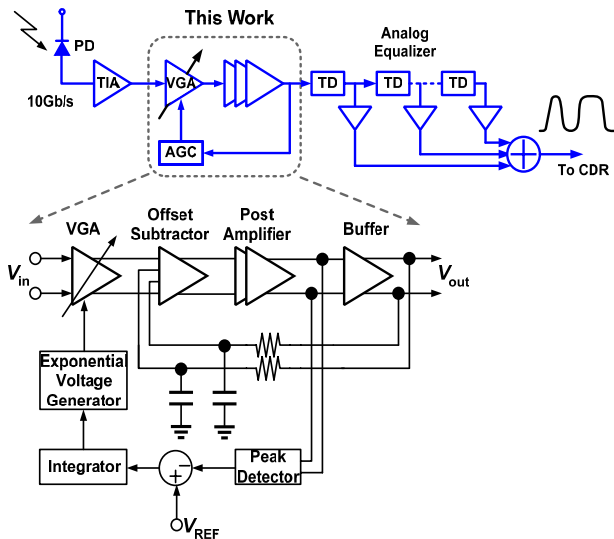 This Work
PD
TIA
VGA
AGC
10Gb/s
Analog
Equalizer
TD
TD
TD
To CDR
VGA
Offset
Subtractor
Post
Amplifier
Buffer
Vin
Vout
Exponential
Voltage
Generator
Integrator
−
+
Peak
Detector
VREF